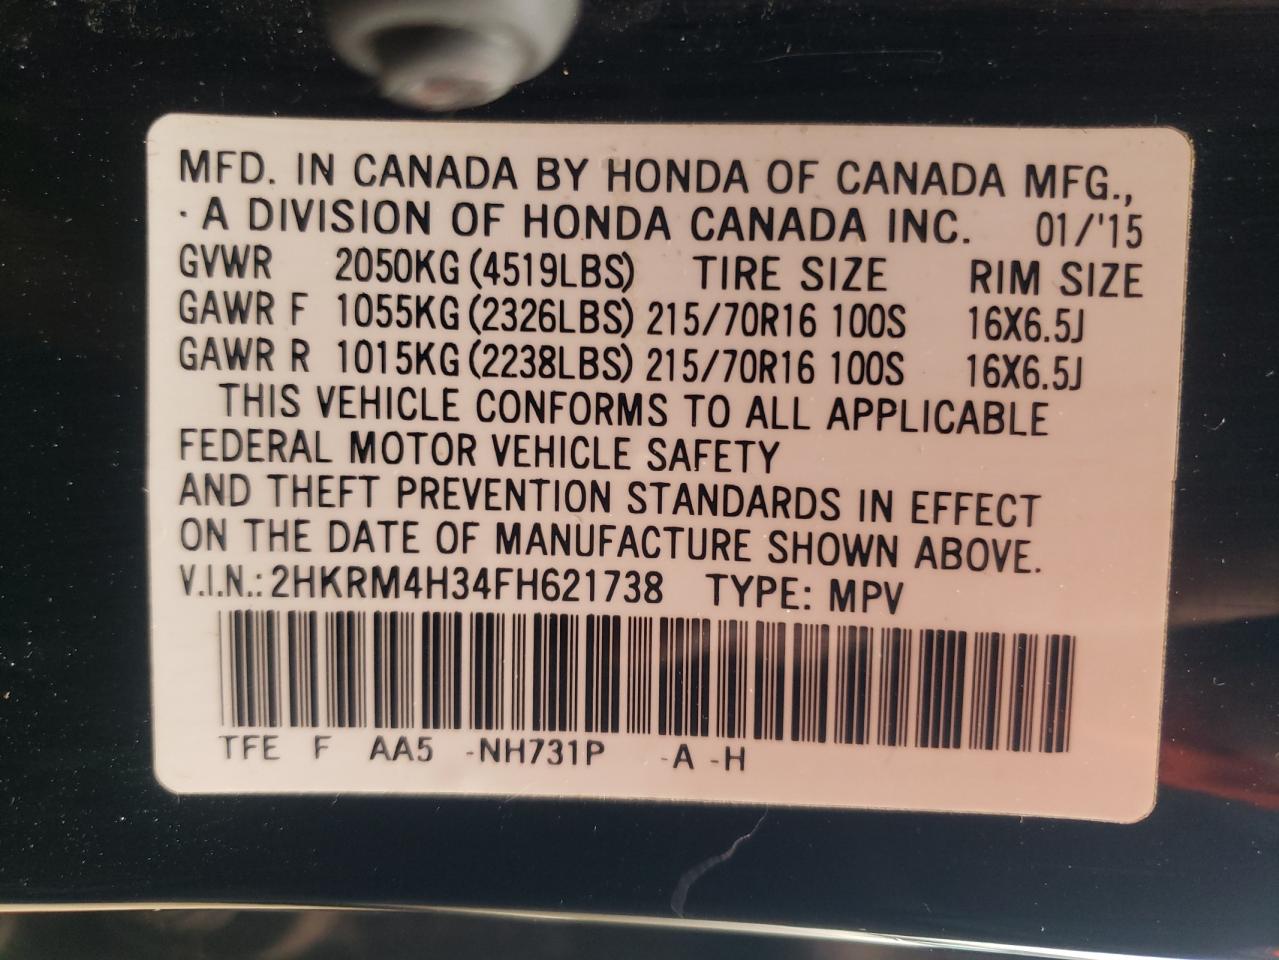 MFD. IN CANADA BY HONDA OF CANADA MFG.,
· A DIVISION OF HONDA CANADA INC. 01/'15
GVWR 2050KG (4519LBS) TIRE SIZE RIM SIZE
GAWR F 1055KG (2326LBS) 215/70R16 100S 16X6.5J
GAWR R 1015KG (2238LBS) 215/70R16 100S 16X6.5J
THIS VEHICLE CONFORMS TO ALL APPLICABLE
FEDERAL MOTOR VEHICLE SAFETY
AND THEFT PREVENTION STANDARDS IN EFFECT
ON THE DATE OF MANUFACTURE SHOWN ABOVE.
V.I.N.: 2HKRM4H34FH621738 TYPE: MPV
TFE F AA5 -NH731P -A -H